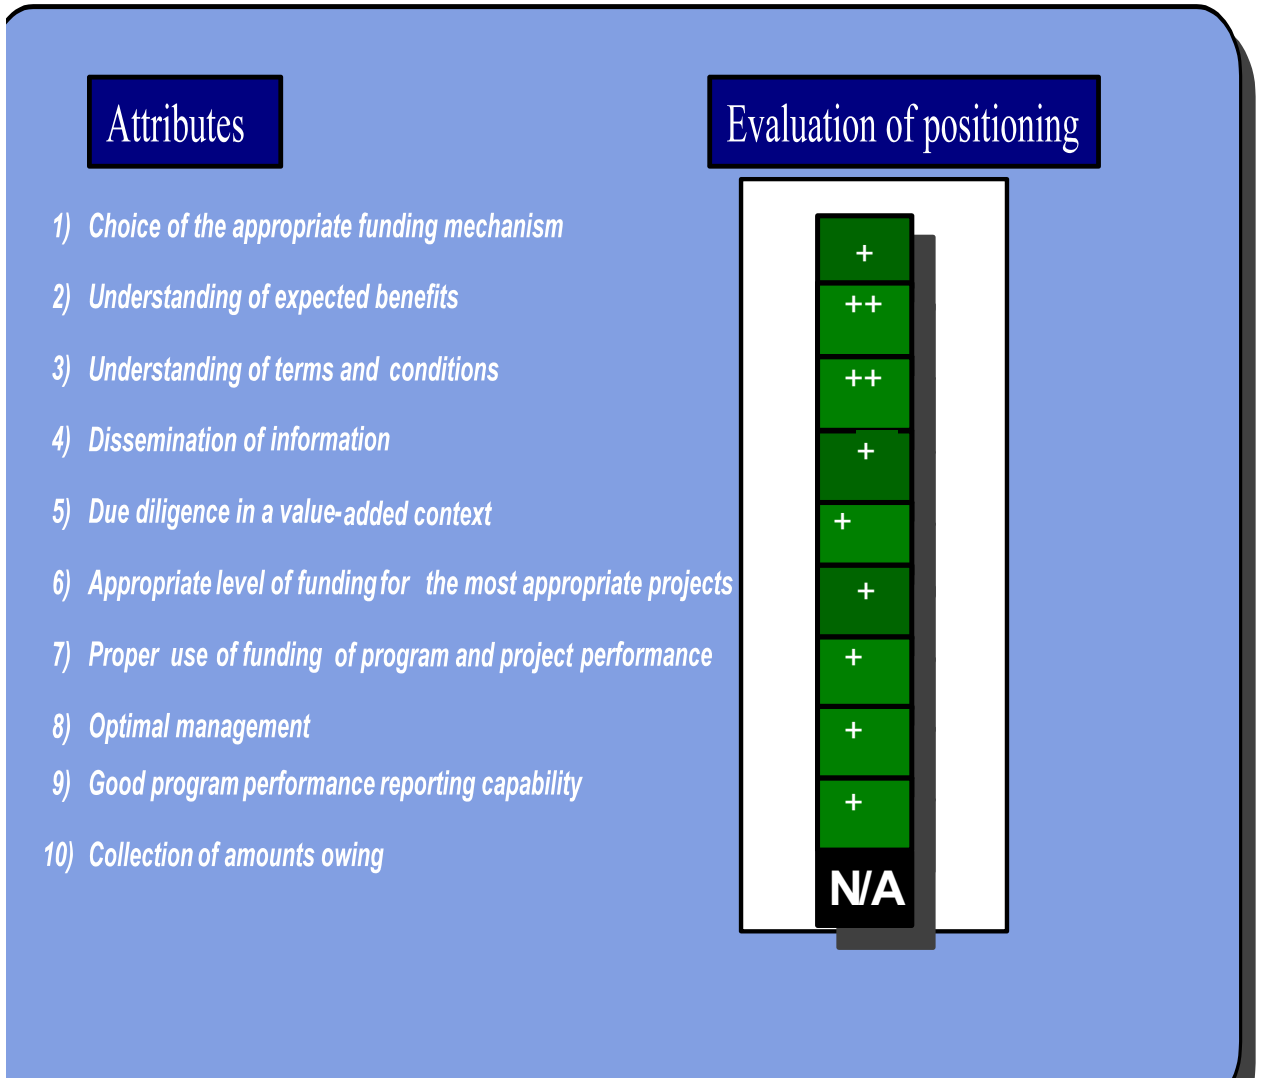 Attributes
Evaluation of positioning
1) Choice of the appropriate funding mechanism
+
2) Understanding of expected benefits
++
3) Understanding of terms and conditions
++
4) Dissemination of information
+
5) Due diligence in a value-added context
+
6) Appropriate level of funding for the most appropriate projects
+
7) Proper use of funding of program and project performance
+
8) Optimal management
+
9) Good program performance reporting capability
+
10) Collection of amounts owing
N/A